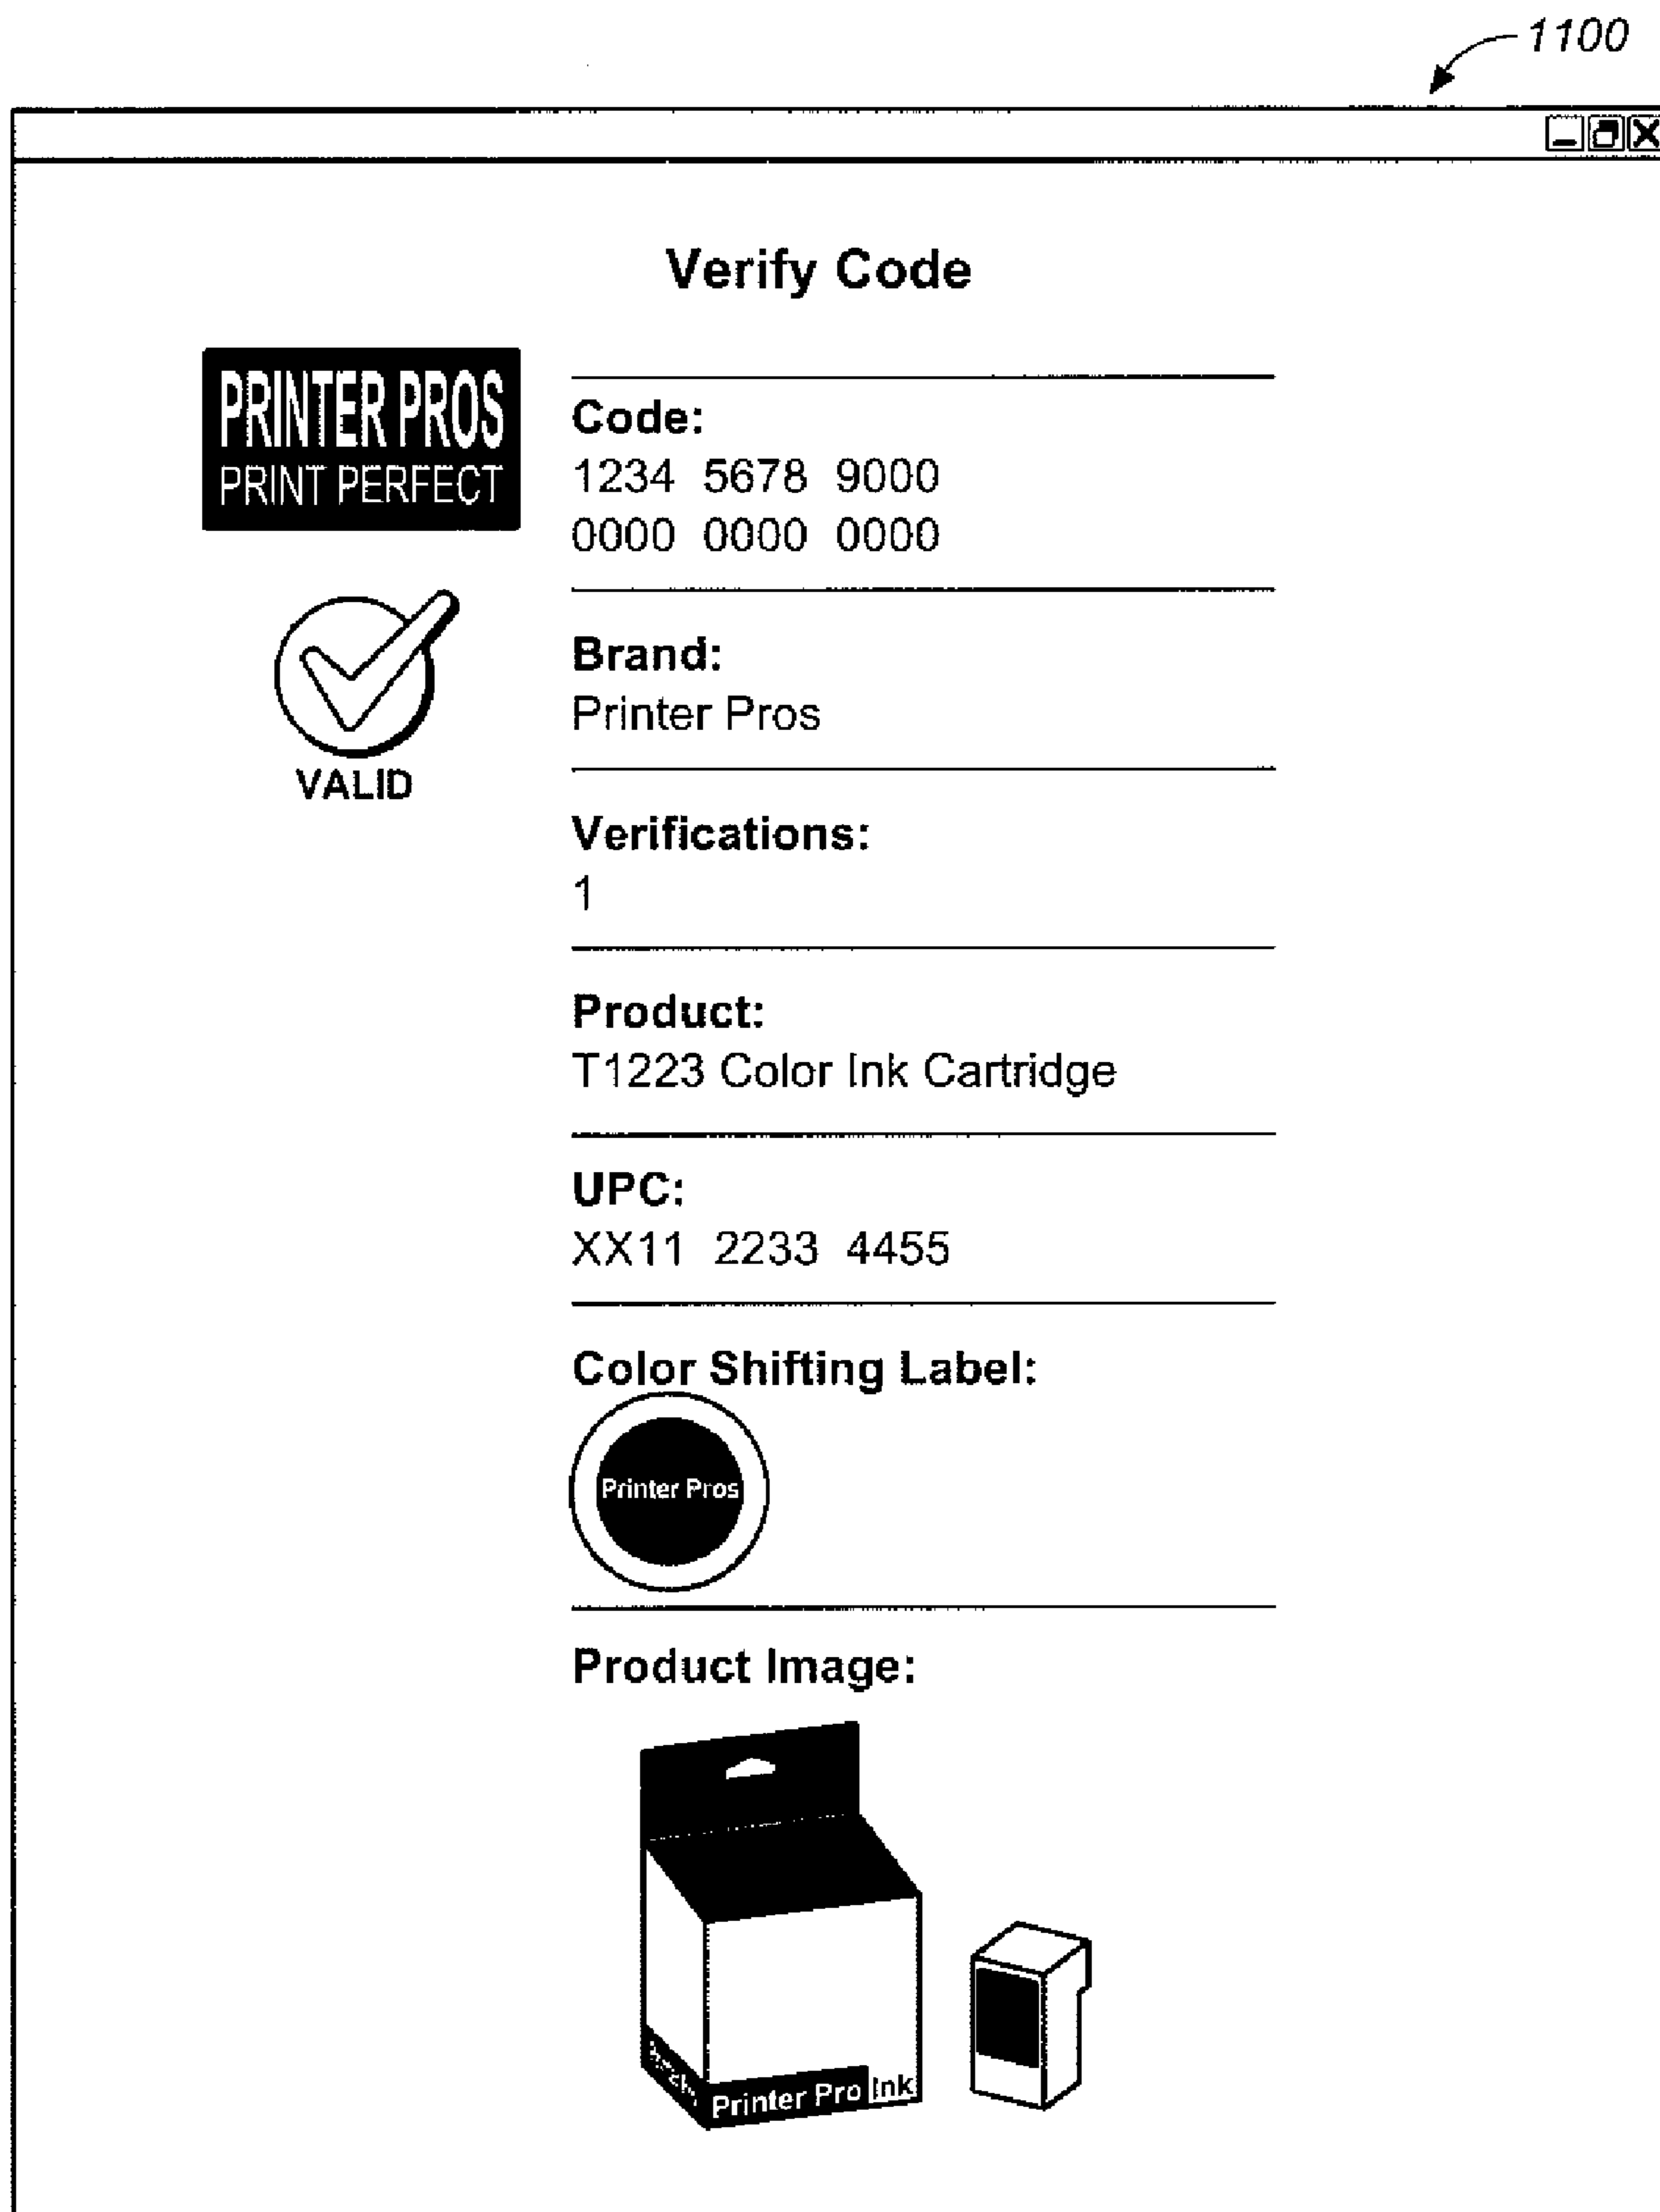 1100
Verify Code
PRINTER PROS
PRINT PERFECT
VALID
Code:
1234 5678 9000
0000 0000 0000
Brand:
Printer Pros
Verifications:
1
Product:
T1223 Color Ink Cartridge
UPC:
XX11 2233 4455
Color Shifting Label:
Printer Pros
Product Image:
Printer Pro Ink